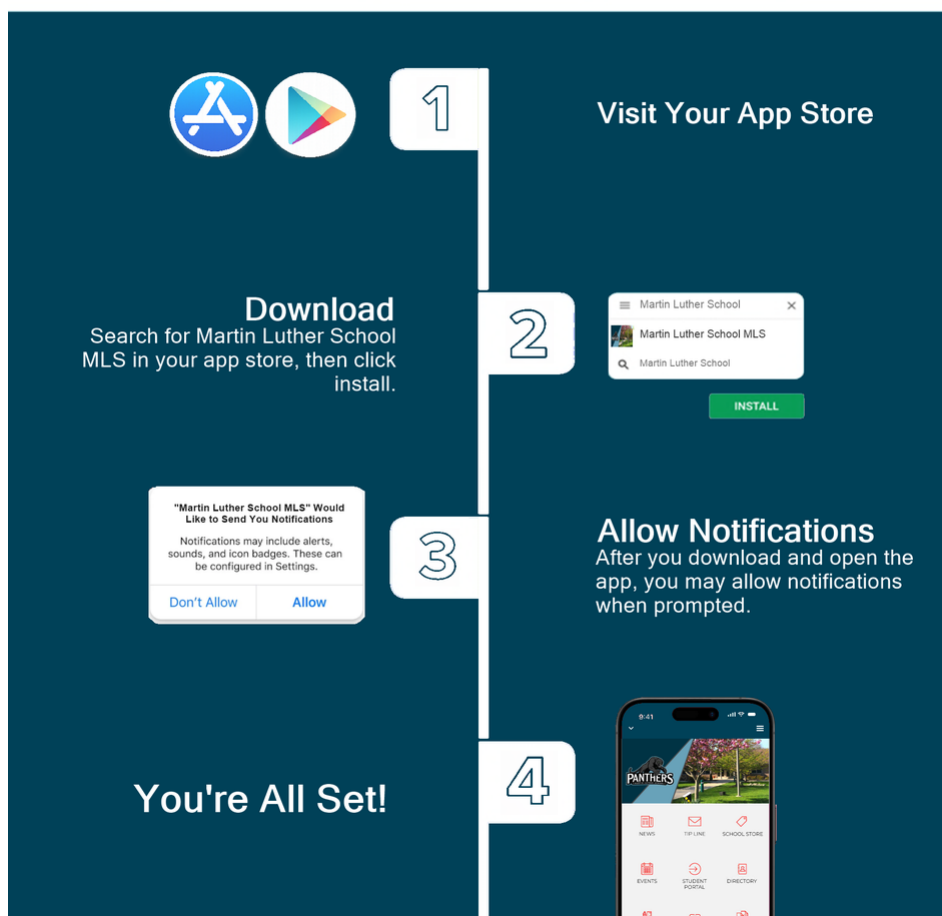 1
Visit Your App Store
Download
Search for Martin Luther School
MLS in your app store, then click
install.
2
Martin Luther School
Martin Luther School MLS
Martin Luther School
INSTALL
"Martin Luther School MLS" Would
Like to Send You Notifications
Notifications may include alerts,
sounds, and icon badges. These can
be configured in Settings.
Don't Allow
Allow
3
Allow Notifications
After you download and open the
app, you may allow notifications
when prompted.
You're All Set!
4
9:41
PANTHERS
NEWS
TIP LINE
SCHOOL STORE
EVENTS
STUDENT
PORTAL
DIRECTORY